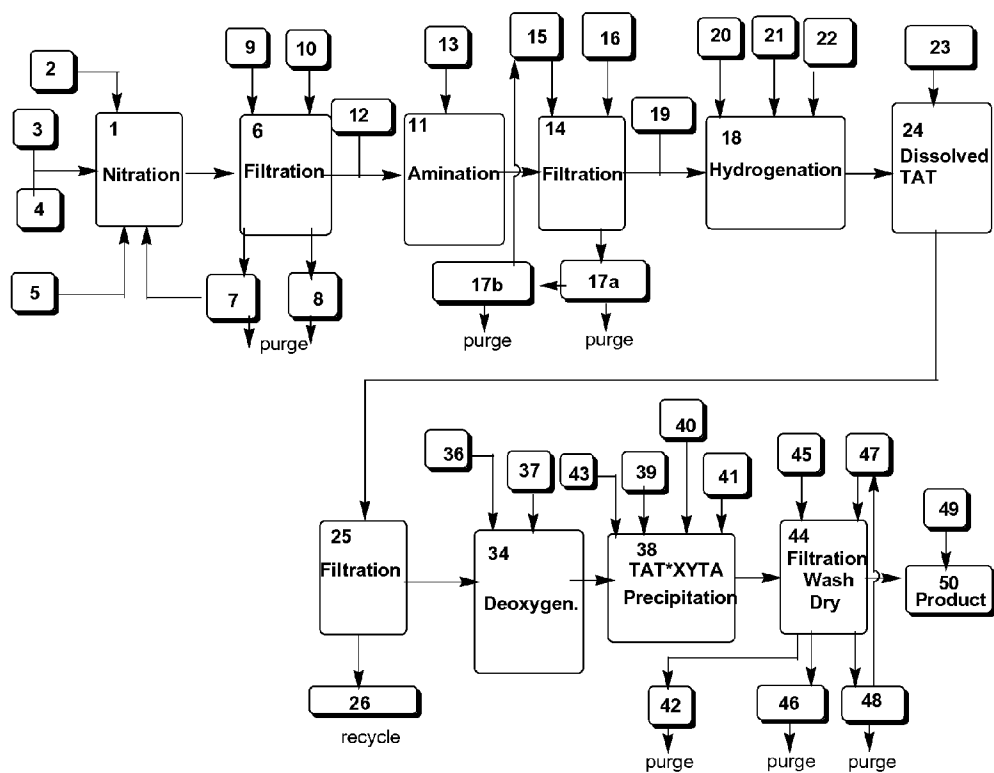 9
10
13
15
16
20
21
22
23
2
3
4
5
12
19
1
Nitration
6
Filtration
11
Amination
14
Filtration
18
Hydrogenation
24
Dissolved
TAT
7
8
purge
17b
17a
purge
purge
36
37
43
39
40
41
45
47
49
25
Filtration
34
Deoxygen.
38
TAT*XYTA
Precipitation
44
Filtration
Wash
Dry
50
Product
26
recycle
42
46
48
purge
purge
purge